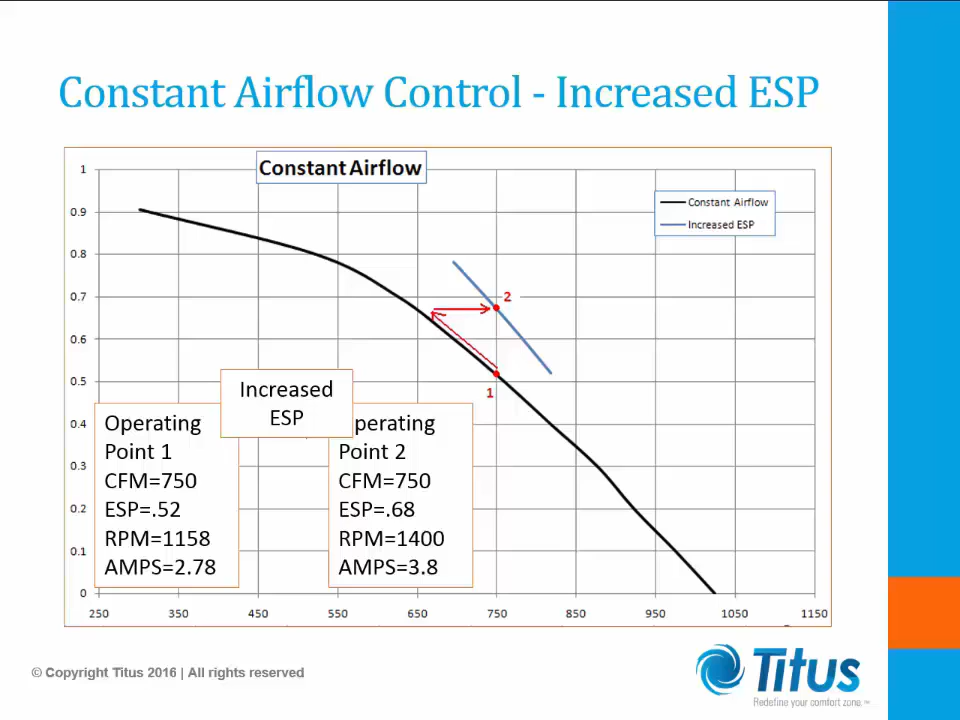 Constant Airflow Control - Increased ESP
Constant Airflow
1
0.9
0.8
0.7
0.6
0.5
0.4
0.3
0.2
0.1
0
Constant Airflow
Increased ESP
2
1
Increased
ESP
Operating
Point 1
CFM=750
ESP=.52
RPM=1158
AMPS=2.78
perating
Point 2
CFM=750
ESP=.68
RPM=1400
AMPS=3.8
250 350 450 550 650 750 850 950 1050 1150
© Copyright Titus 2016 | All rights reserved
Titus
Redefine your comfort zone.™